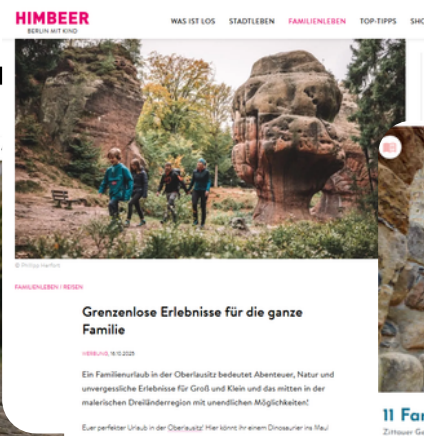 HIMBEER
BERLIN MIT KIND
WAS IST LOS STADTLEBEN FAMILIENLEBEN TOP-TIPPS SHO
© Philipp Herfort
FAMILIENLEBEN / REISEN
Grenzenlose Erlebnisse für die ganze
Familie
WERBUNG,
Ein Familienurlaub in der Oberlausitz bedeutet Abenteuer, Natur und
unvergessliche Erlebnisse für Groß und Klein und das mitten in der
malerischen Dreiländerregion mit unendlichen Möglichkeiten!
Euer perfekter Urlaub in der Oberlausitz! Hier könnt ihr einem Dinosaurier ins Maul
11 Fa
Zittauer Ge